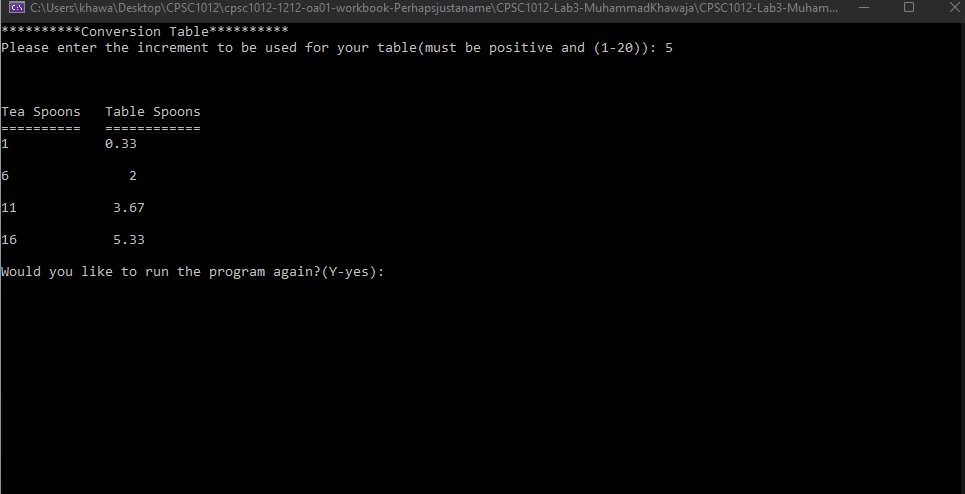 C:\Users\khawa\Desktop\CPSC1012\cpsc1012-1212-oa01-workbook-Perhapsjustaname\CPSC1012-Lab3-MuhammadKhawaja\CPSC1012-Lab3-Muham...
**********Conversion Table**********
Please enter the increment to be used for your table(must be positive and (1-20)): 5
Tea Spoons   Table Spoons
==========   ============
1            0.33
6               2
11            3.67
16            5.33
Would you like to run the program again?(Y-yes):